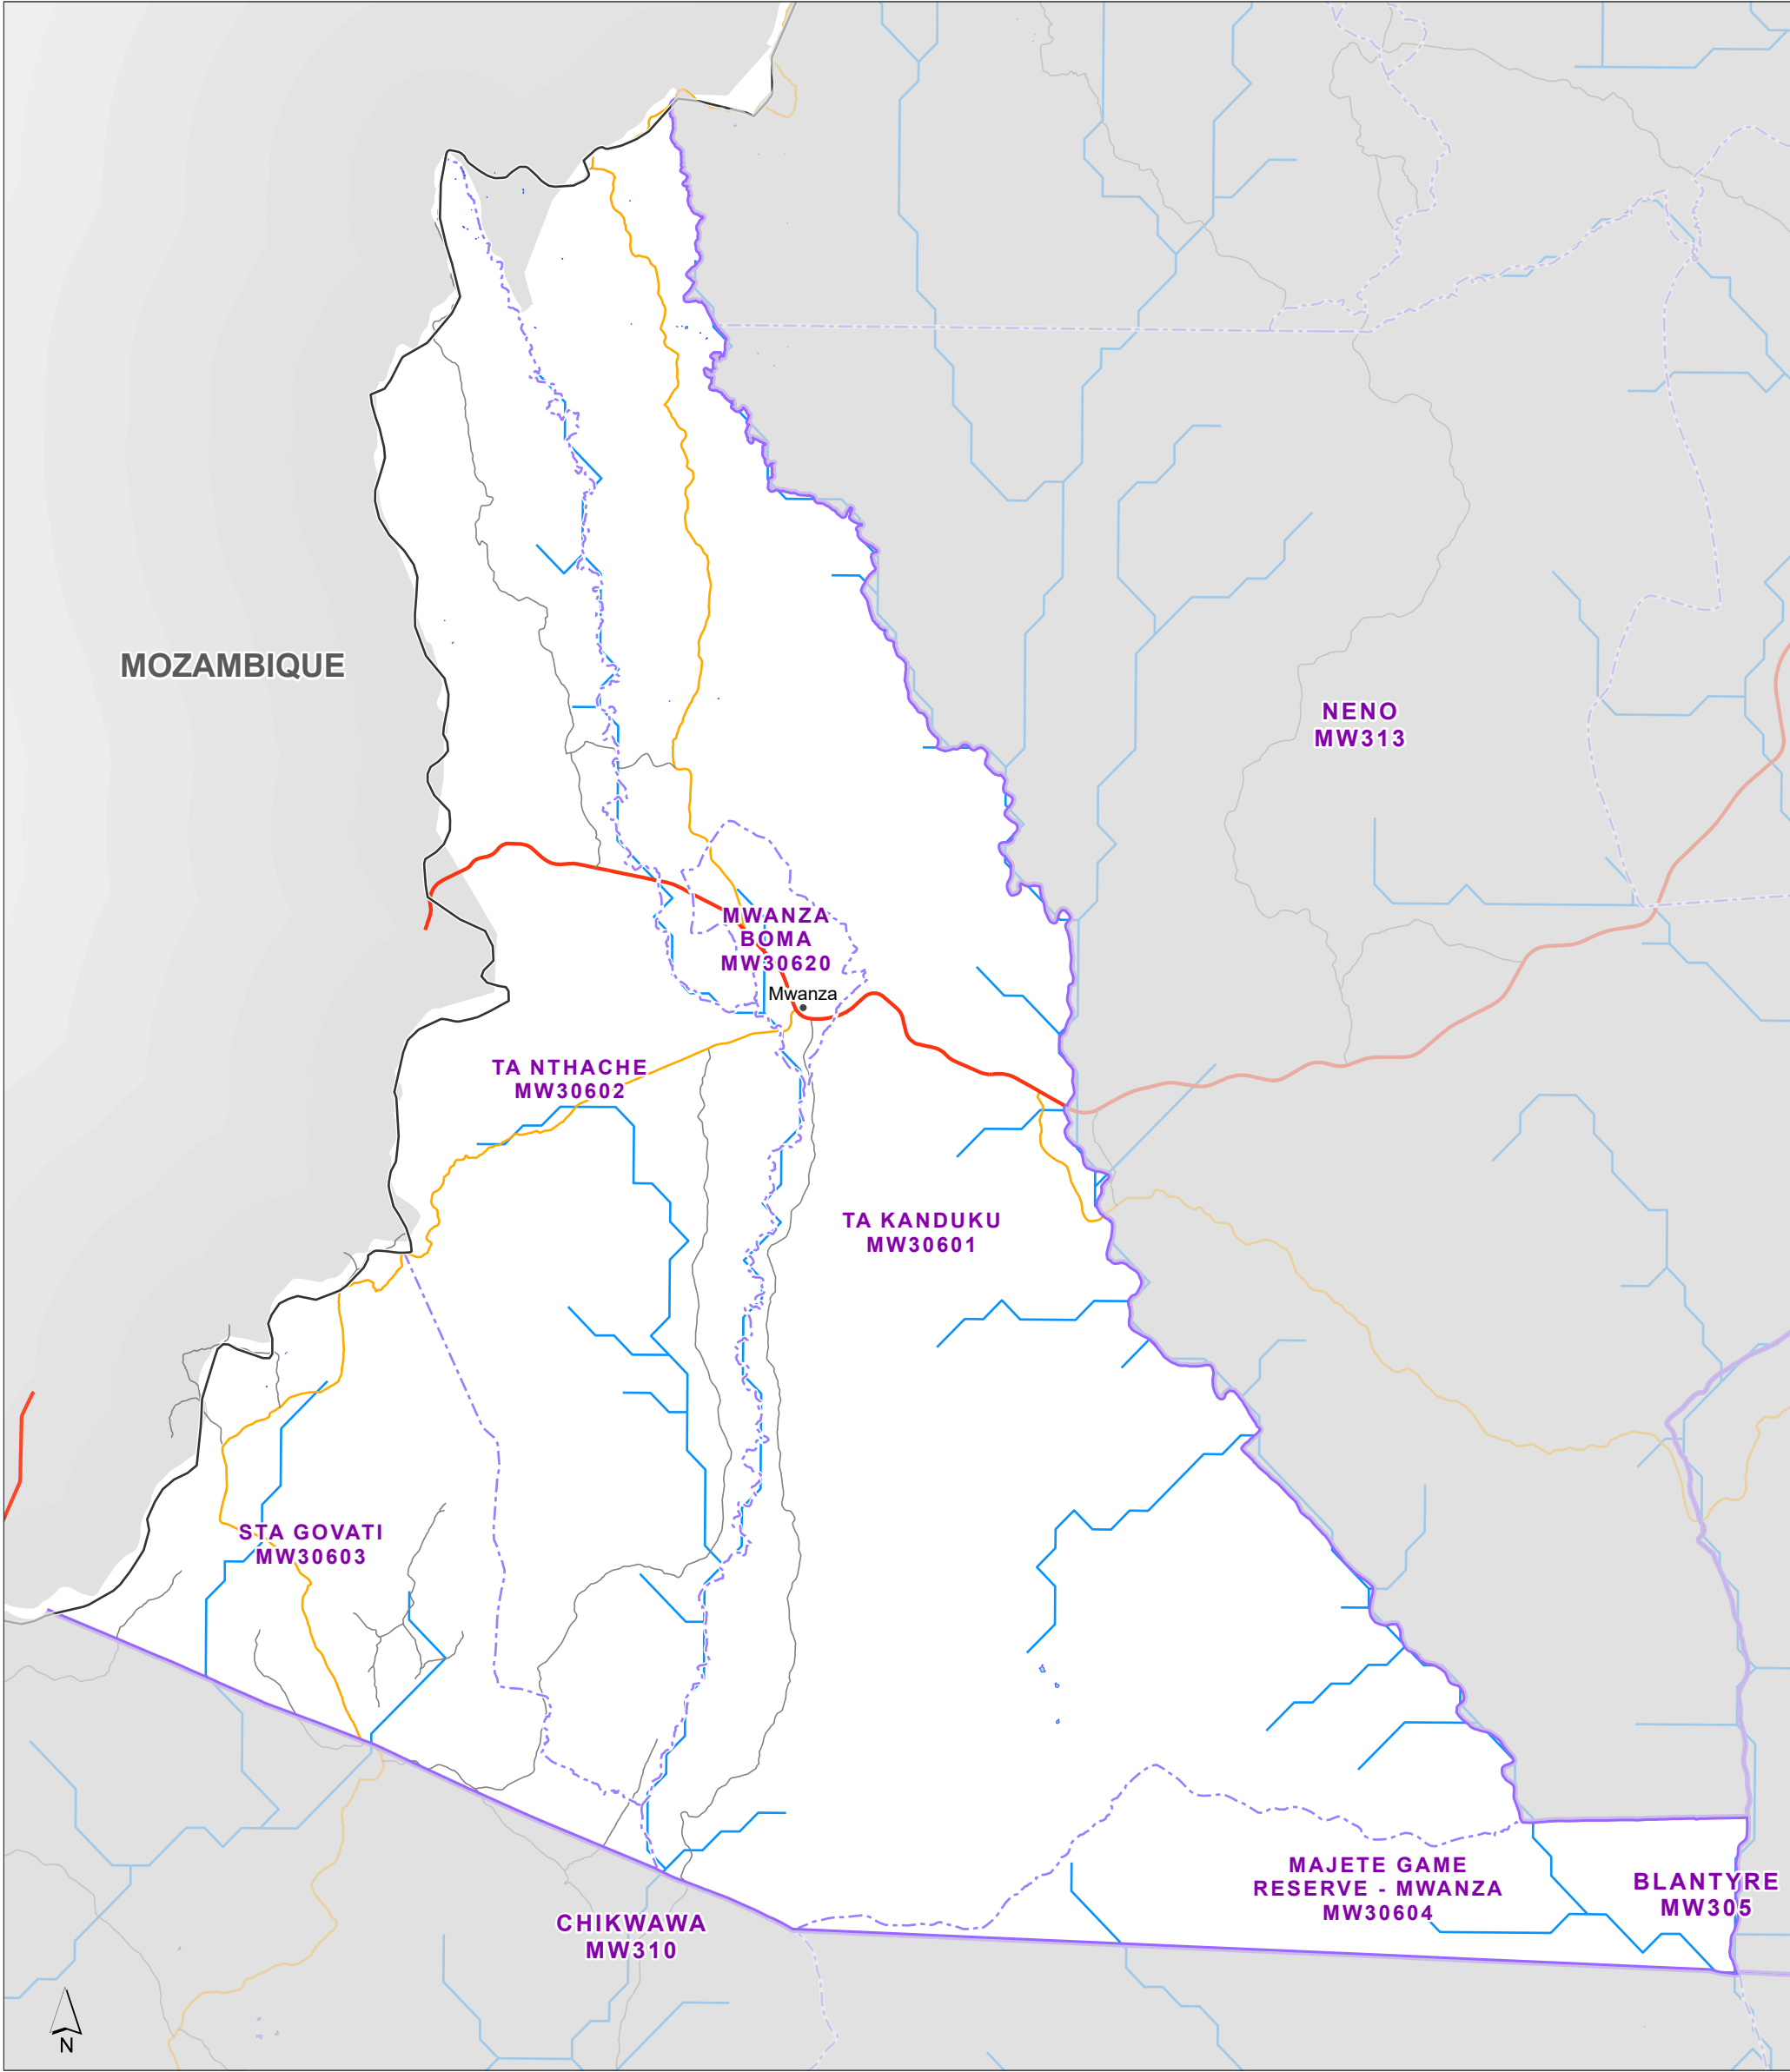 MOZAMBIQUE
NENO
MW313
MWANZA
BOMA
MW30620
Mwanza
TA NTHACHE
MW30602
TA KANDUKU
MW30601
STA GOVATI
MW30603
MAJETE GAME
RESERVE - MWANZA
MW30604
BLANTYRE
MW305
CHIKWAWA
MW310
N